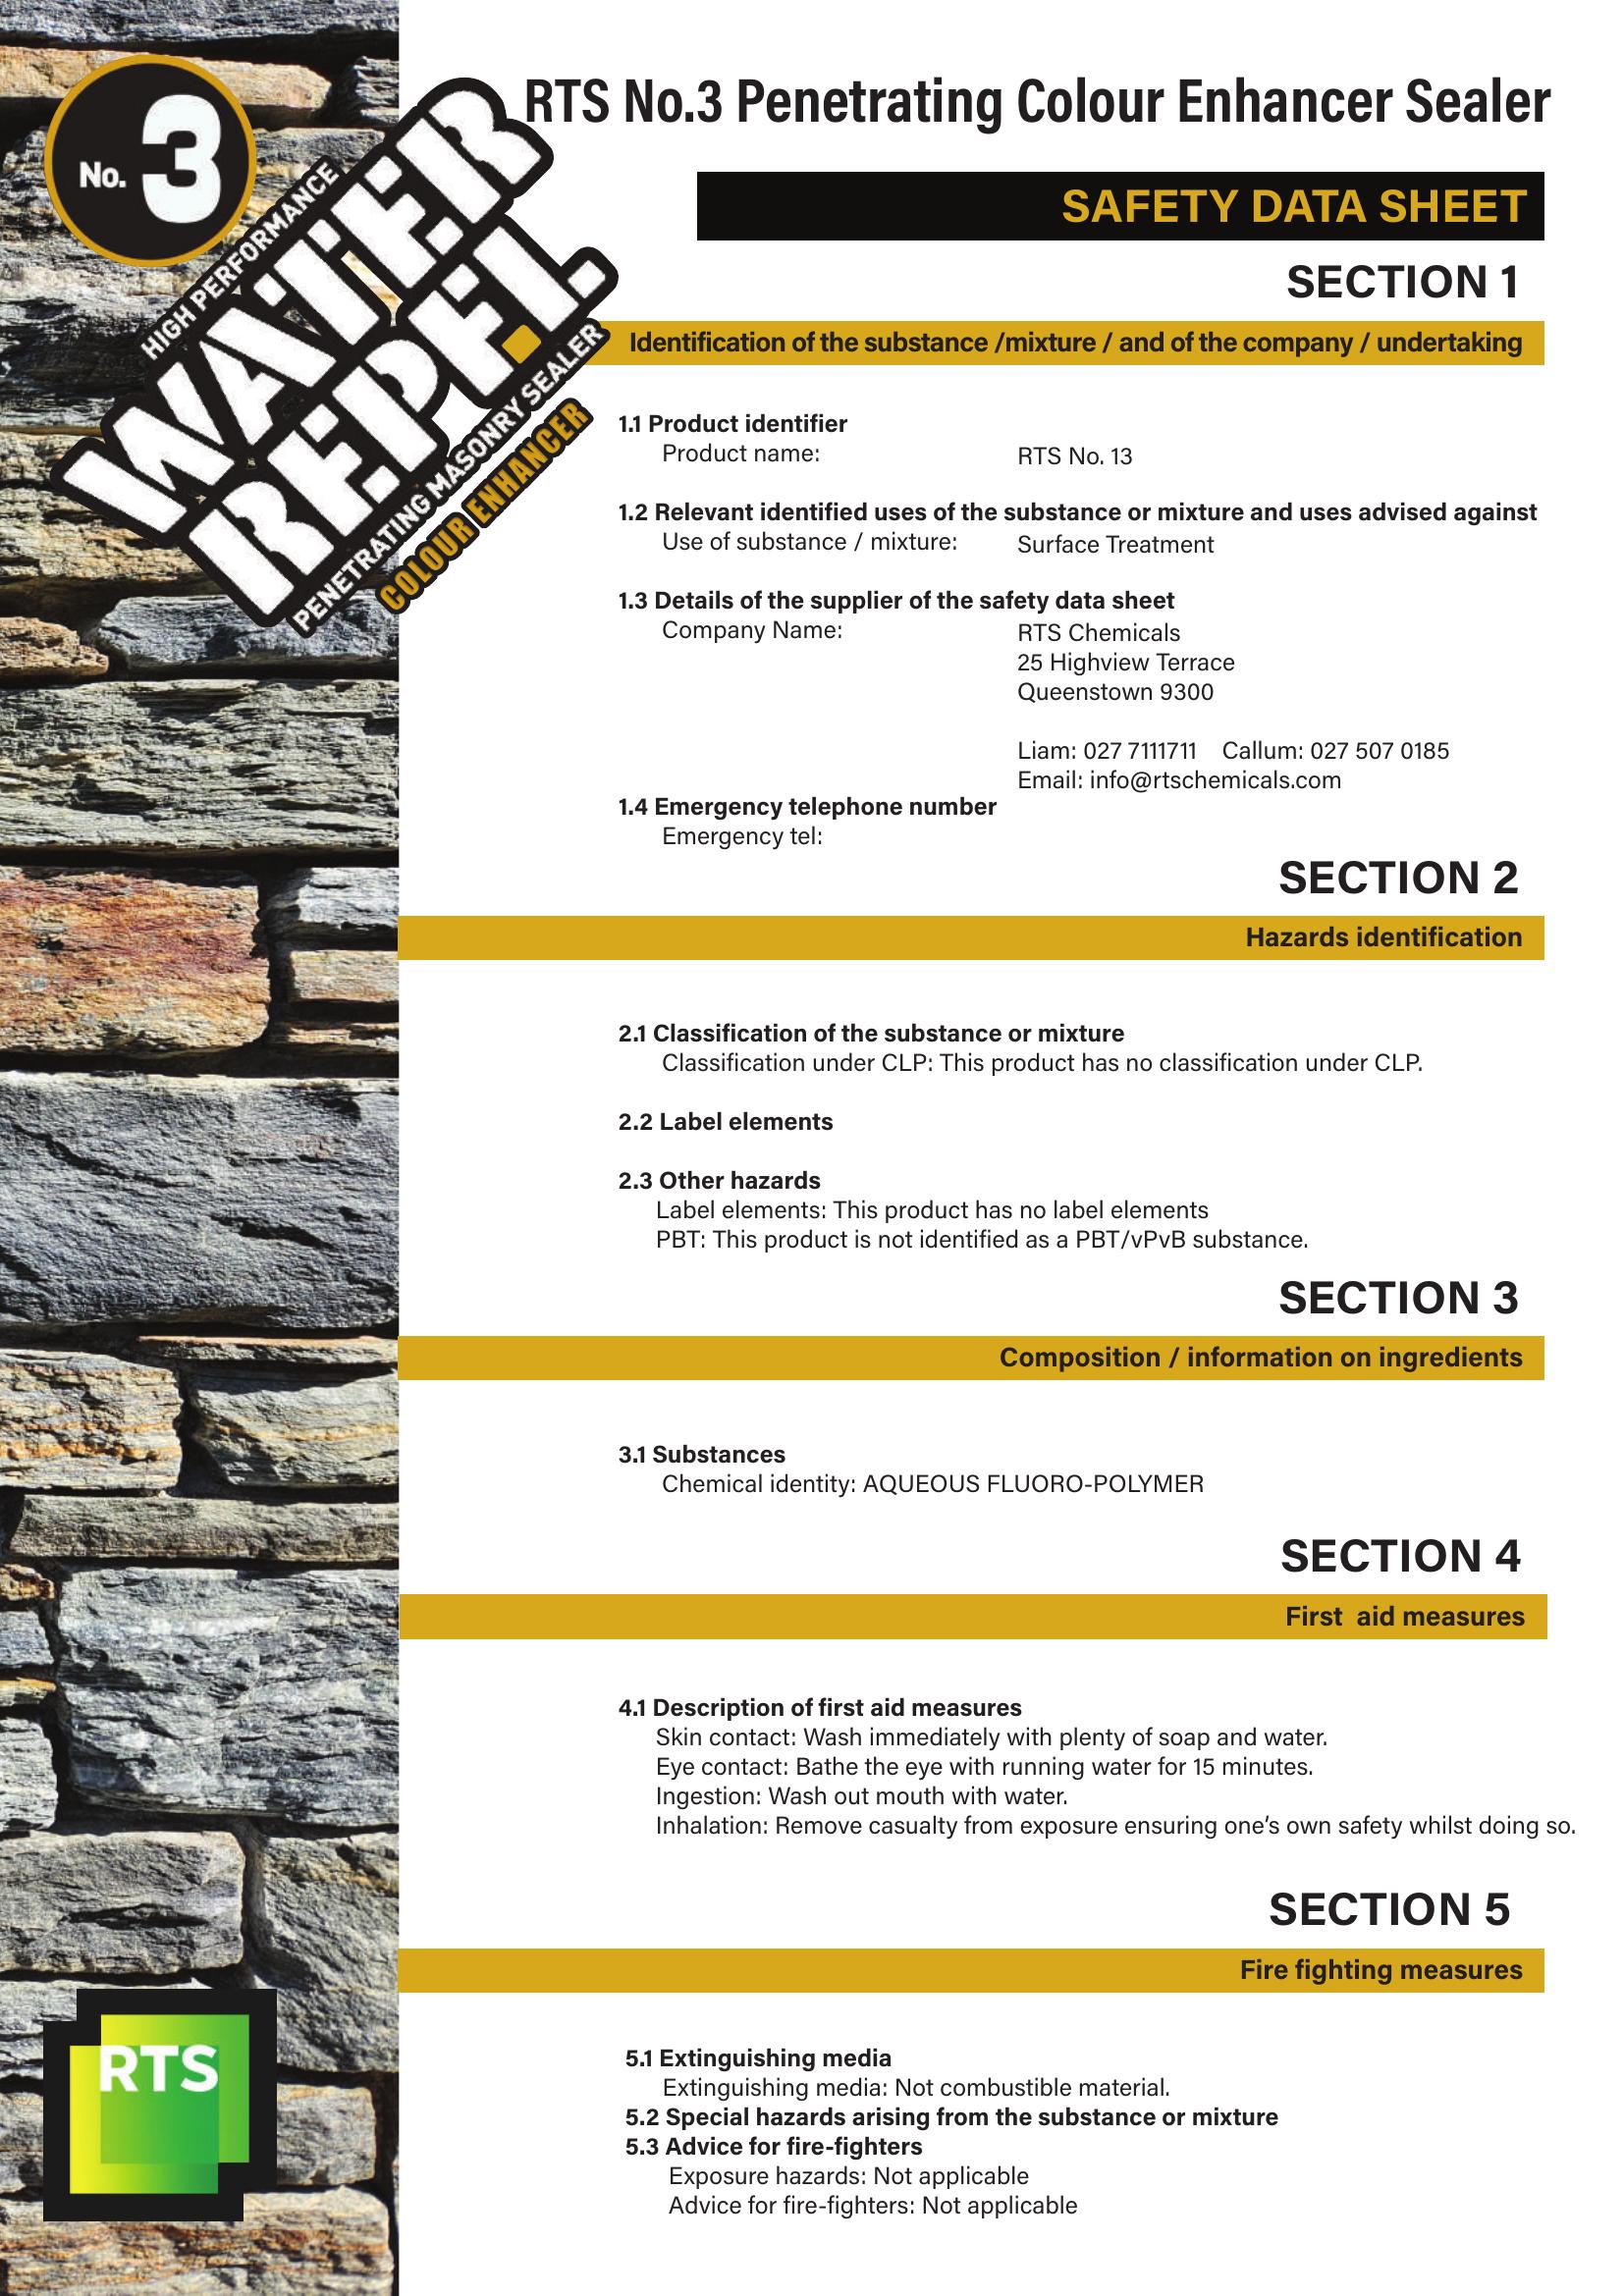 No. 3
HIGH PERFORMANCE
WATER
REPEL
PENETRATING MASONRY SEALER
COLOUR ENHANCER
RTS No.3 Penetrating Colour Enhancer Sealer
SAFETY DATA SHEET
SECTION 1
Identification of the substance /mixture / and of the company / undertaking
1.1 Product identifier
Product name: RTS No. 13
1.2 Relevant identified uses of the substance or mixture and uses advised against
Use of substance / mixture: Surface Treatment
1.3 Details of the supplier of the safety data sheet
Company Name: RTS Chemicals
25 Highview Terrace
Queenstown 9300
Liam: 027 7111711 Callum: 027 507 0185
Email: info@rtschemicals.com
1.4 Emergency telephone number
Emergency tel:
SECTION 2
Hazards identification
2.1 Classification of the substance or mixture
Classification under CLP: This product has no classification under CLP.
2.2 Label elements
2.3 Other hazards
Label elements: This product has no label elements
PBT: This product is not identified as a PBT/vPvB substance.
SECTION 3
Composition / information on ingredients
3.1 Substances
Chemical identity: AQUEOUS FLUORO-POLYMER
SECTION 4
First aid measures
4.1 Description of first aid measures
Skin contact: Wash immediately with plenty of soap and water.
Eye contact: Bathe the eye with running water for 15 minutes.
Ingestion: Wash out mouth with water.
Inhalation: Remove casualty from exposure ensuring one’s own safety whilst doing so.
SECTION 5
Fire fighting measures
5.1 Extinguishing media
Extinguishing media: Not combustible material.
5.2 Special hazards arising from the substance or mixture
5.3 Advice for fire-fighters
Exposure hazards: Not applicable
Advice for fire-fighters: Not applicable
RTS